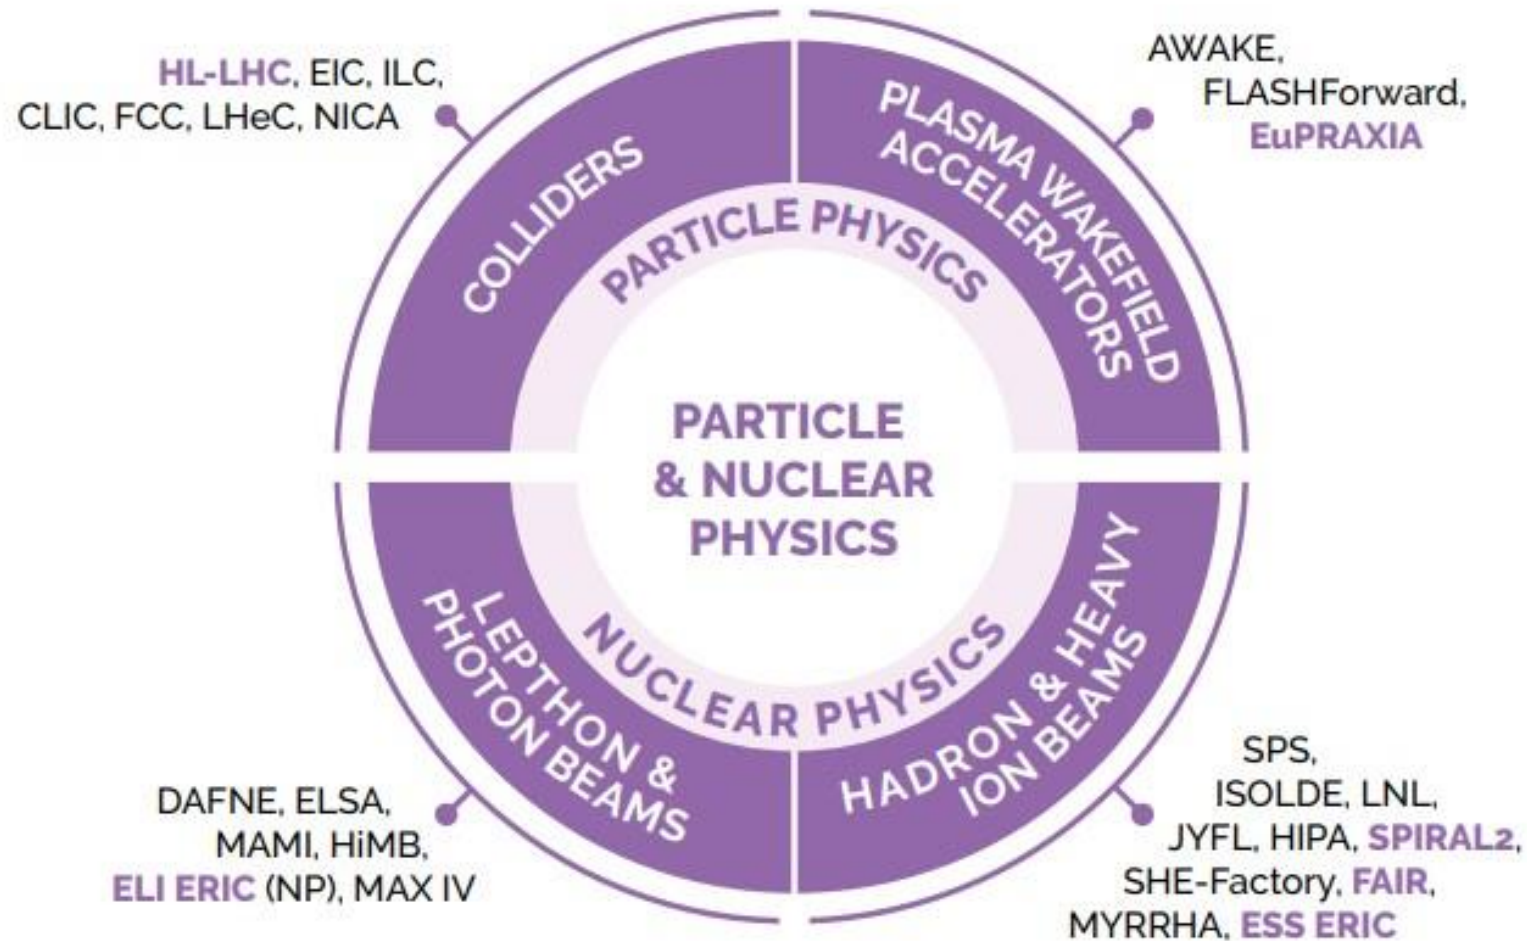 HL-LHC, EIC, ILC,
CLIC, FCC, LHeC, NICA
AWAKE,
FLASHForward,
EuPRAXIA
COLLIDERS
PLASMA WAKEFIELD
ACCELERATORS
PARTICLE PHYSICS
PARTICLE
& NUCLEAR
PHYSICS
NUCLEAR PHYSICS
LEPTHON &
PHOTON BEAMS
HADRON & HEAVY
ION BEAMS
DAFNE, ELSA,
MAMI, HiMB,
ELI ERIC (NP), MAX IV
SPS,
ISOLDE, LNL,
JYFL, HIPA, SPIRAL2,
SHE-Factory, FAIR,
MYRRHA, ESS ERIC